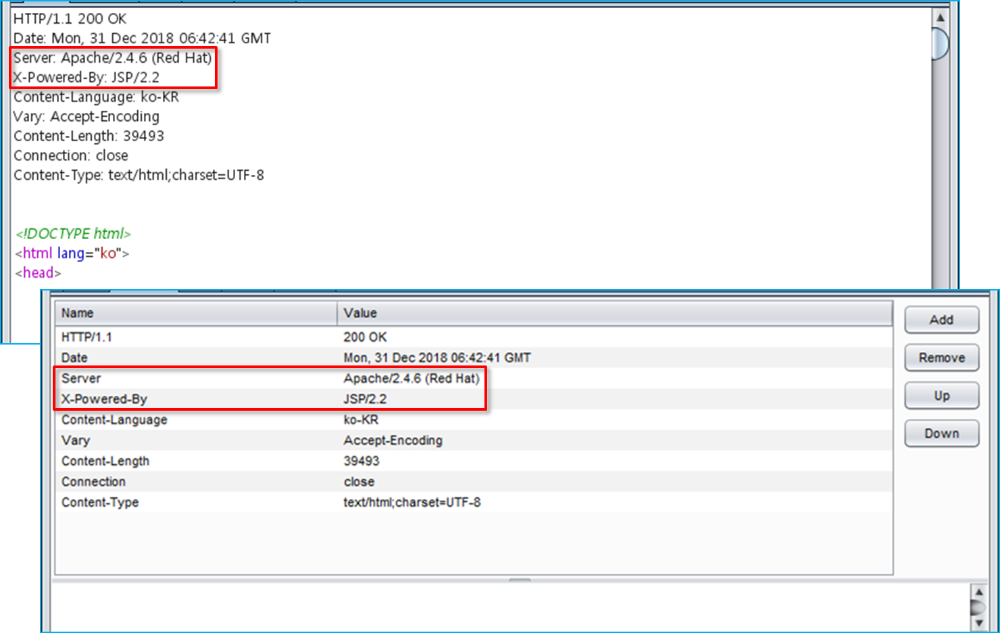 HTTP/1.1 200 OK
Date: Mon, 31 Dec 2018 06:42:41 GMT
Server: Apache/2.4.6 (Red Hat)
X-Powered-By: JSP/2.2
Content-Language: ko-KR
Vary: Accept-Encoding
Content-Length: 39493
Connection: close
Content-Type: text/html;charset=UTF-8
<!DOCTYPE html>
<html lang="ko">
<head>
Name Value
HTTP/1.1 200 OK
Date Mon, 31 Dec 2018 06:42:41 GMT
Server Apache/2.4.6 (Red Hat)
X-Powered-By JSP/2.2
Content-Language ko-KR
Vary Accept-Encoding
Content-Length 39493
Connection close
Content-Type text/html;charset=UTF-8
Add
Remove
Up
Down